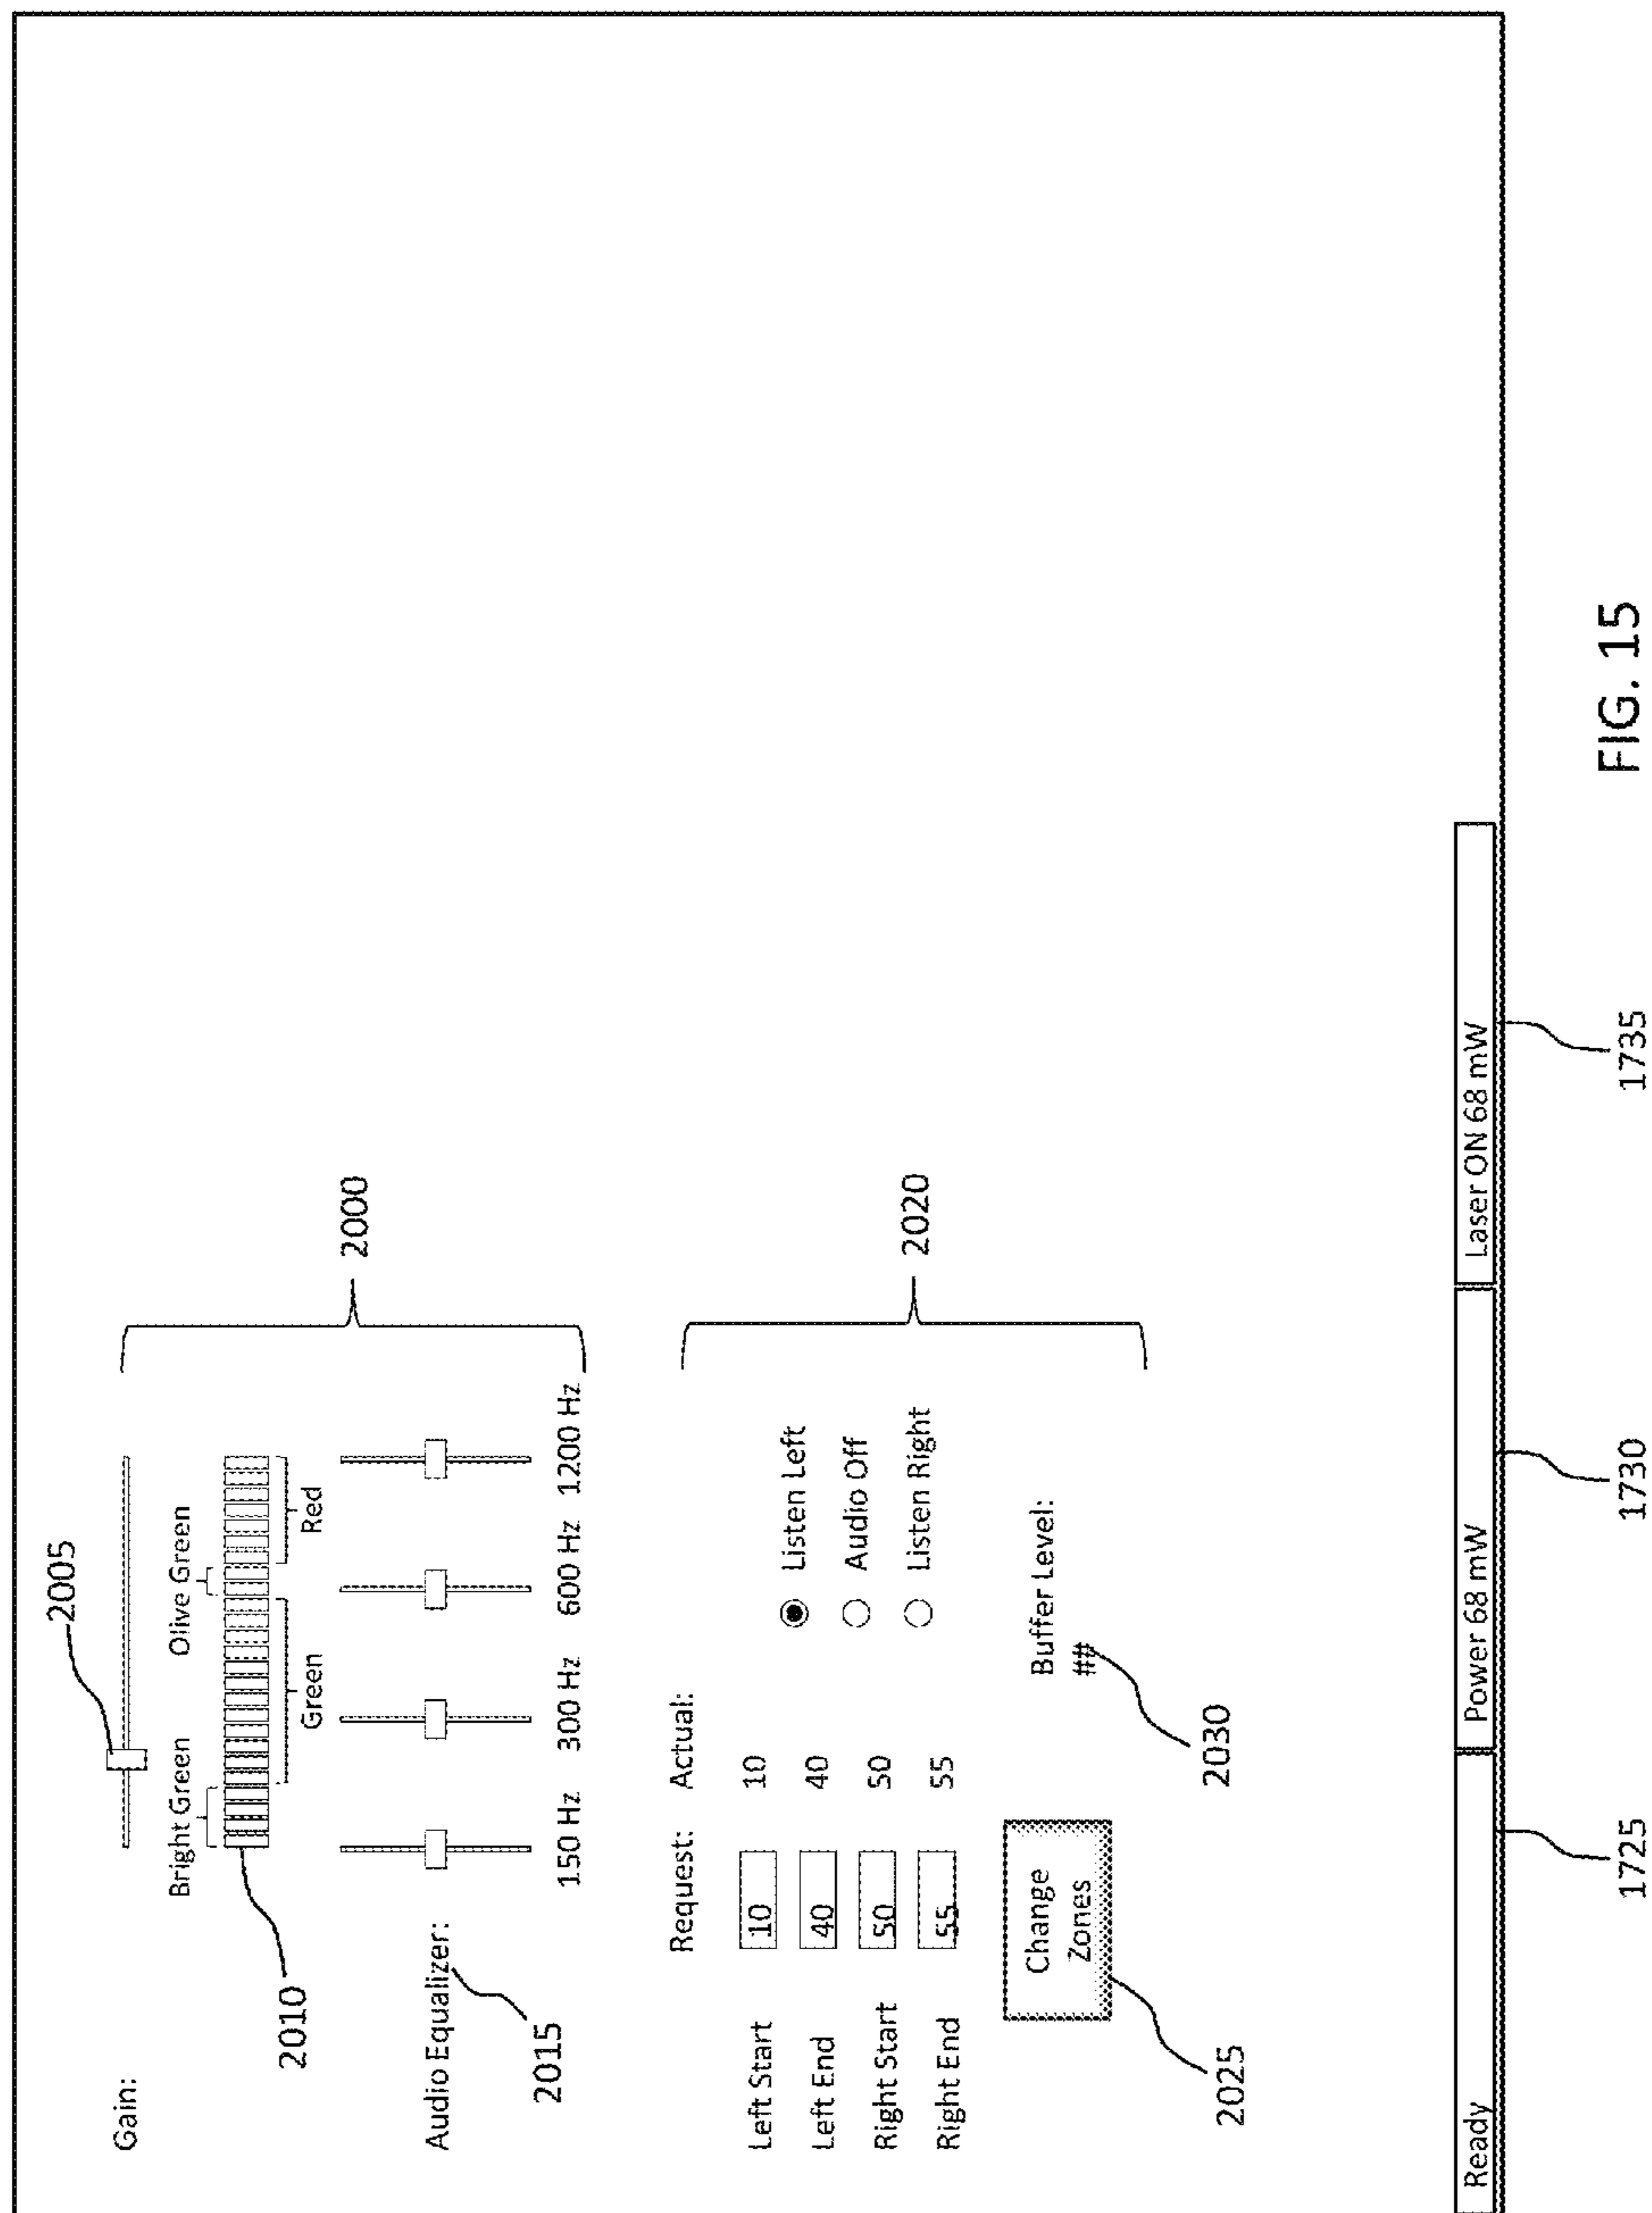 2005
Gain:
Bright Green
Olive Green
Green
Red
2010
2000
Audio Equalizer:
2015
150 Hz 300 Hz 600 Hz 1200 Hz
Request: Actual:
Left Start 10 10
Listen Left
Left End 40 40
Audio Off
Right Start 50 50
Listen Right
Right End 55 55
2020
Change
Zones
Buffer Level:
##
2025
2030
Ready
Power 68 mW
Laser ON 68 mW
1725
1730
1735
FIG. 15